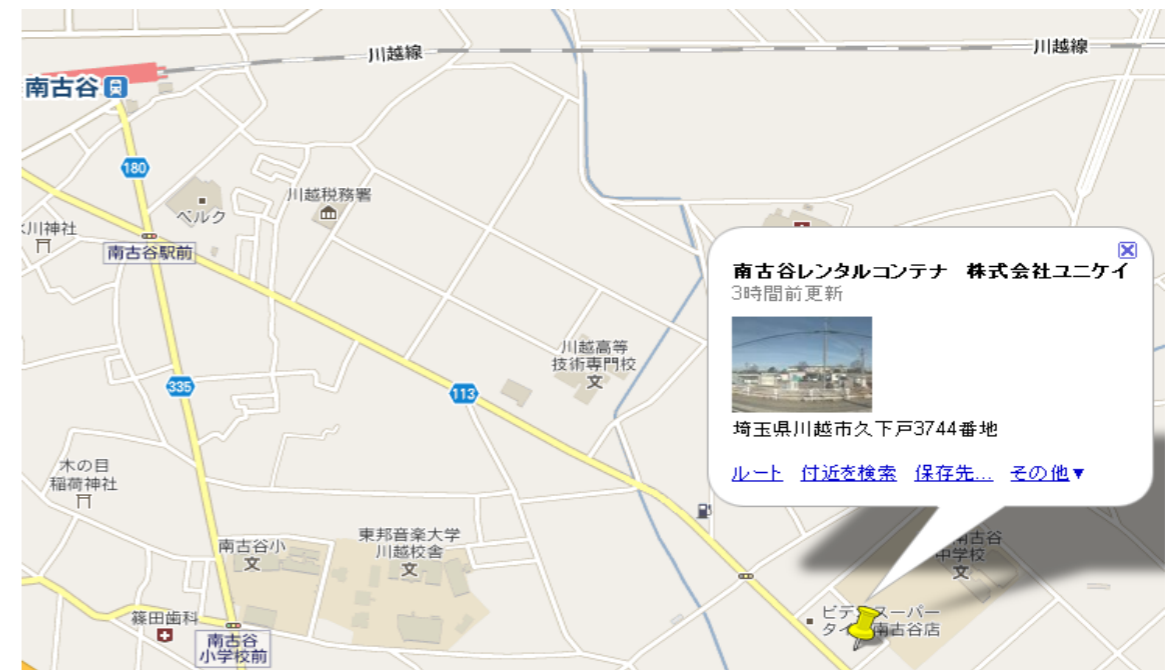 川越線
川越線
南古谷
180
川越税務署
ベルク
川神社
南古谷駅前
南古谷レンタルコンテナ 株式会社ユニケイ
3時間前更新
川越高等
技術専門校
文
335
113
埼玉県川越市久下戸3744番地
ルート 付近を検索 保存先... その他▼
木の目
稲荷神社
東邦音楽大学
川越校舎
文
南古谷小
文
南古谷
中学校
文
篠田歯科
南古谷
小学校前
ビデ スーパー
タイ 南古谷店